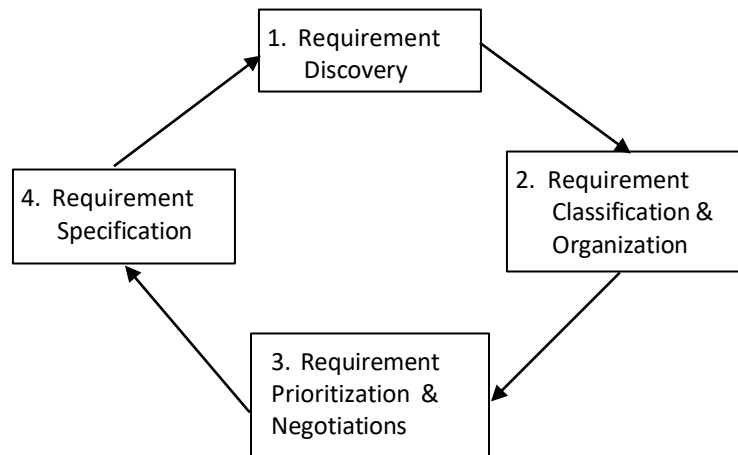 1. Requirement
Discovery
2. Requirement
Classification &
Organization
3. Requirement
Prioritization &
Negotiations
4. Requirement
Specification